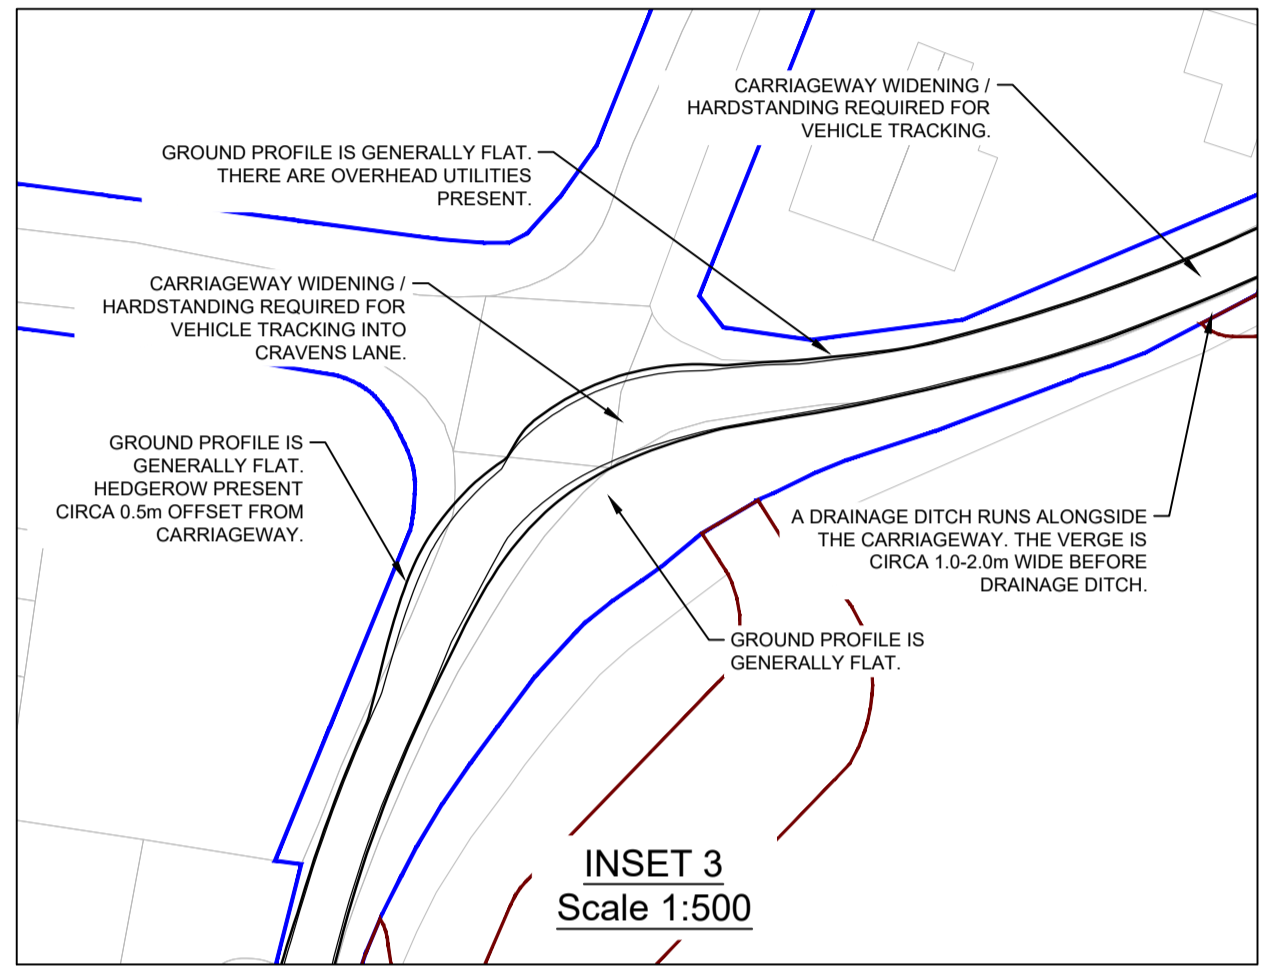 CARRIAGEWAY WIDENING /
HARDSTANDING REQUIRED FOR
VEHICLE TRACKING.
GROUND PROFILE IS GENERALLY FLAT.
THERE ARE OVERHEAD UTILITIES
PRESENT.
CARRIAGEWAY WIDENING /
HARDSTANDING REQUIRED FOR
VEHICLE TRACKING INTO
CRAVENS LANE.
GROUND PROFILE IS
GENERALLY FLAT.
HEDGEROW PRESENT
CIRCA 0.5m OFFSET FROM
CARRIAGEWAY.
A DRAINAGE DITCH RUNS ALONGSIDE
THE CARRIAGEWAY. THE VERGE IS
CIRCA 1.0-2.0m WIDE BEFORE
DRAINAGE DITCH.
GROUND PROFILE IS
GENERALLY FLAT.
INSET 3
Scale 1:500